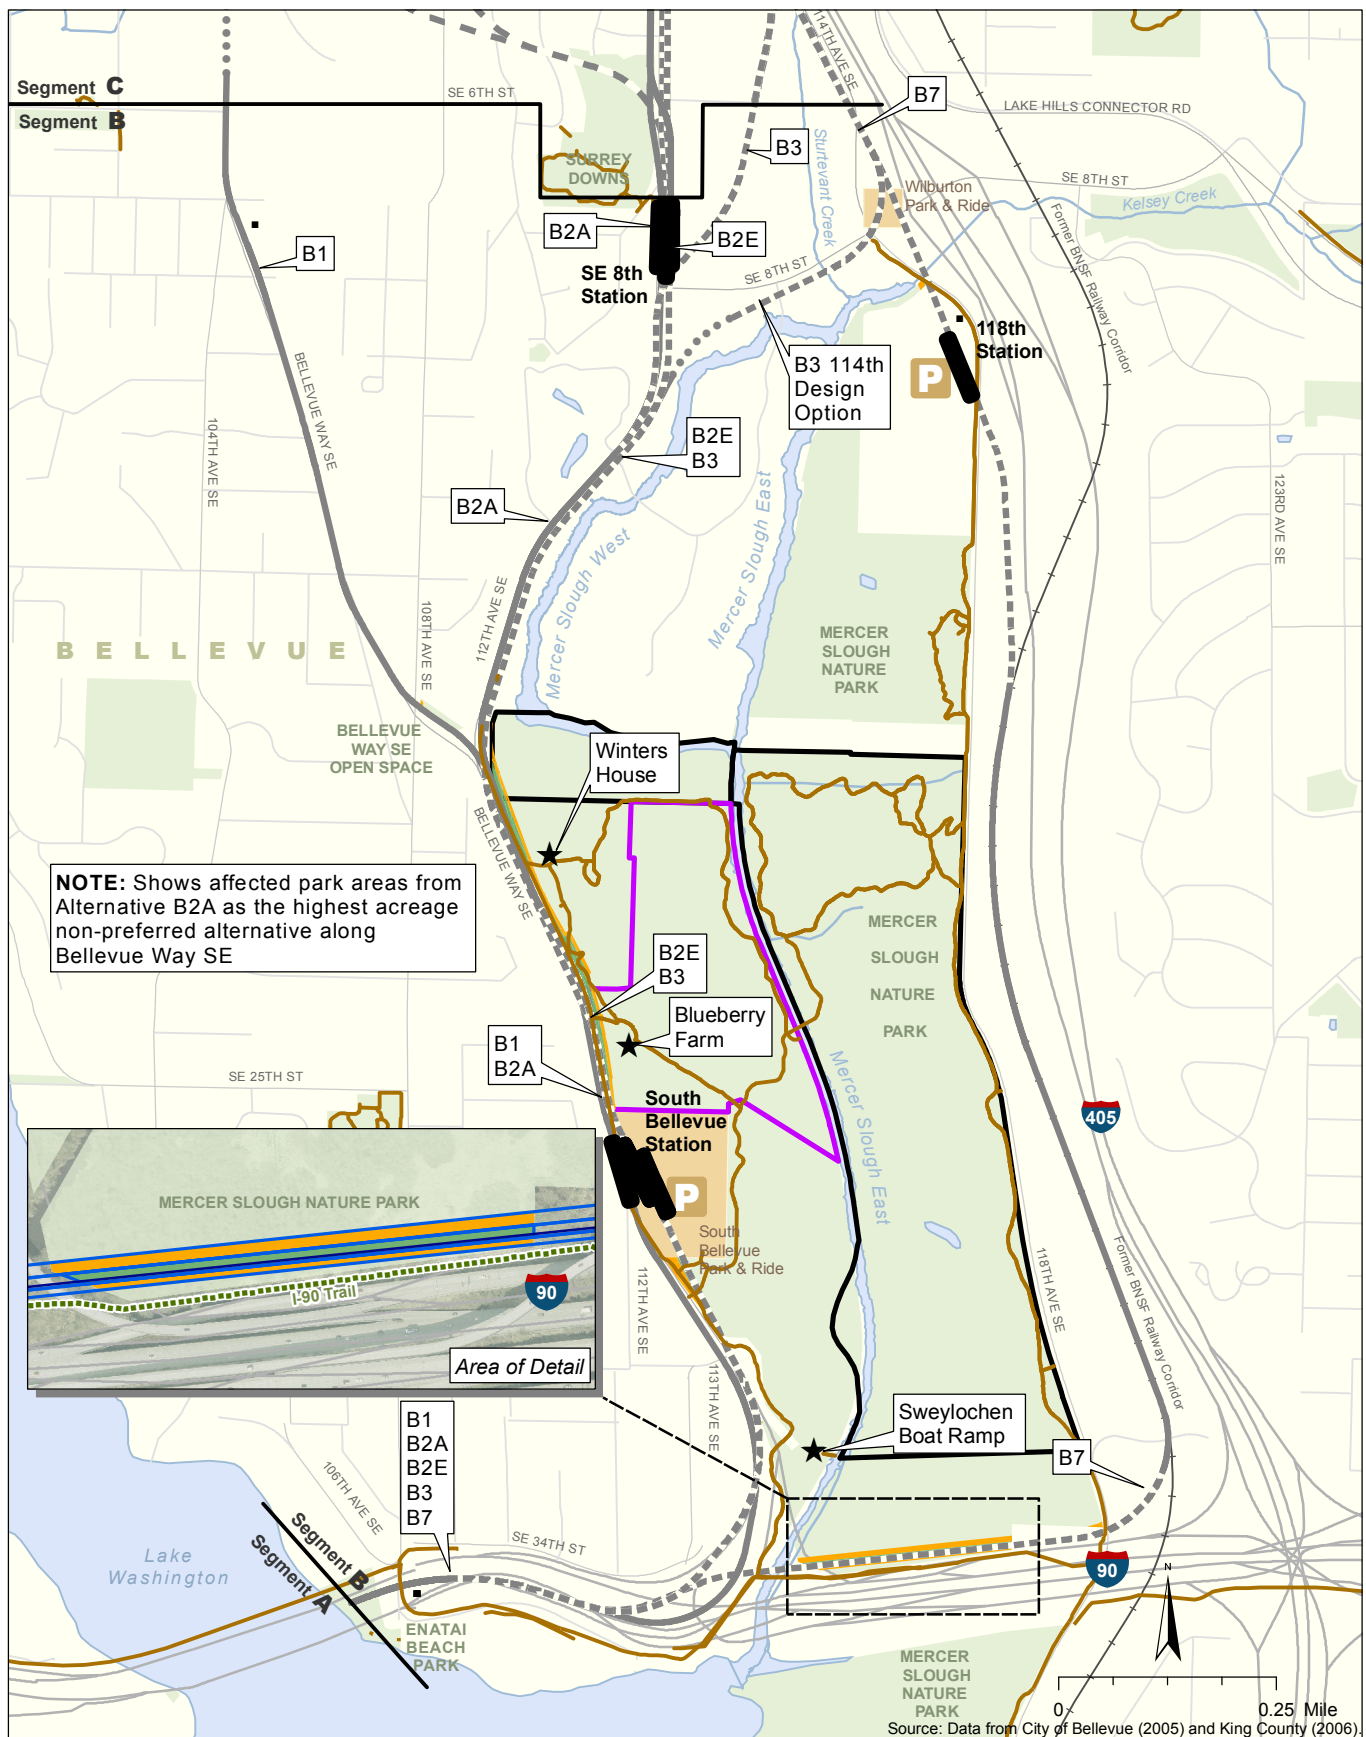 Segment C
Segment B
SE 6TH ST
114TH AVE SE
B7
LAKE HILLS CONNECTOR RD
B3
SURREY
DOWNS
Sturtevant Creek
SE 8TH ST
Wilburton
Park & Ride
Kelsey Creek
Former BNSF Railway Corridor
B1
B2A
B2E
SE 8th
Station
SE 8TH ST
118th
Station
P
B3 114th
Design
Option
BELLEVUE WAY SE
104TH AVE SE
B2E
B3
B2A
123RD AVE SE
Mercer Slough West
Mercer Slough East
112TH AVE SE
108TH AVE SE
BELLEVUE
MERCER
SLOUGH
NATURE
PARK
BELLEVUE
WAY SE
OPEN SPACE
Winters
House
BELLEVUE WAY SE
NOTE: Shows affected park areas from
Alternative B2A as the highest acreage
non-preferred alternative along
Bellevue Way SE
MERCER
SLOUGH
NATURE
PARK
B2E
B3
Blueberry
Farm
B1
B2A
SE 25TH ST
South
Bellevue
Station
Mercer Slough East
405
P
South
Bellevue
Park & Ride
MERCER SLOUGH NATURE PARK
I-90 Trail
90
Area of Detail
112TH AVE SE
113TH AVE SE
118TH AVE SE
Former BNSF Railway Corridor
B1
B2A
B2E
B3
B7
Sweylochen
Boat Ramp
B7
106TH AVE SE
SE 34TH ST
Lake
Washington
Segment B
Segment A
90
N
ENATAI
BEACH
PARK
MERCER
SLOUGH
NATURE
PARK
0 0.25 Mile
Source: Data from City of Bellevue (2005) and King County (2006).